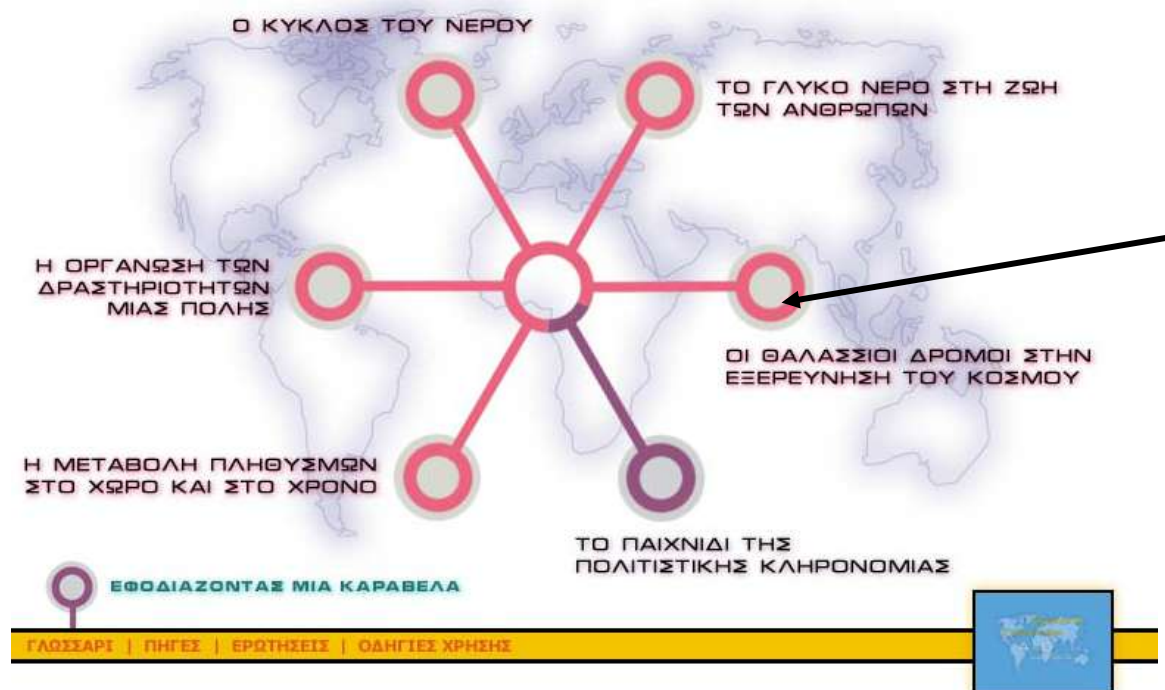 Ο ΚΥΚΛΟΣ ΤΟΥ ΝΕΡΟΥ
ΤΟ ΓΛΥΚΟ ΝΕΡΟ ΣΤΗ ΖΩΗ
ΤΩΝ ΑΝΘΡΩΠΩΝ
Η ΟΡΓΑΝΩΣΗ ΤΩΝ
ΔΡΑΣΤΗΡΙΟΤΗΤΩΝ
ΜΙΑΣ ΠΟΛΗΣ
ΟΙ ΘΑΛΑΣΣΙΟΙ ΔΡΟΜΟΙ ΣΤΗΝ
ΕΞΕΡΕΥΝΗΣΗ ΤΟΥ ΚΟΣΜΟΥ
Η ΜΕΤΑΒΟΛΗ ΠΛΗΘΥΣΜΩΝ
ΣΤΟ ΧΩΡΟ ΚΑΙ ΣΤΟ ΧΡΟΝΟ
ΤΟ ΠΑΙΧΝΙΔΙ ΤΗΣ
ΠΟΛΙΤΙΣΤΙΚΗΣ ΚΛΗΡΟΝΟΜΙΑΣ
ΕΦΟΔΙΑΖΟΝΤΑΣ ΜΙΑ ΚΑΡΑΒΕΛΑ
ΓΛΩΣΣΑΡΙ | ΠΗΓΕΣ | ΕΡΩΤΗΣΕΙΣ | ΟΔΗΓΙΕΣ ΧΡΗΣΗΣ